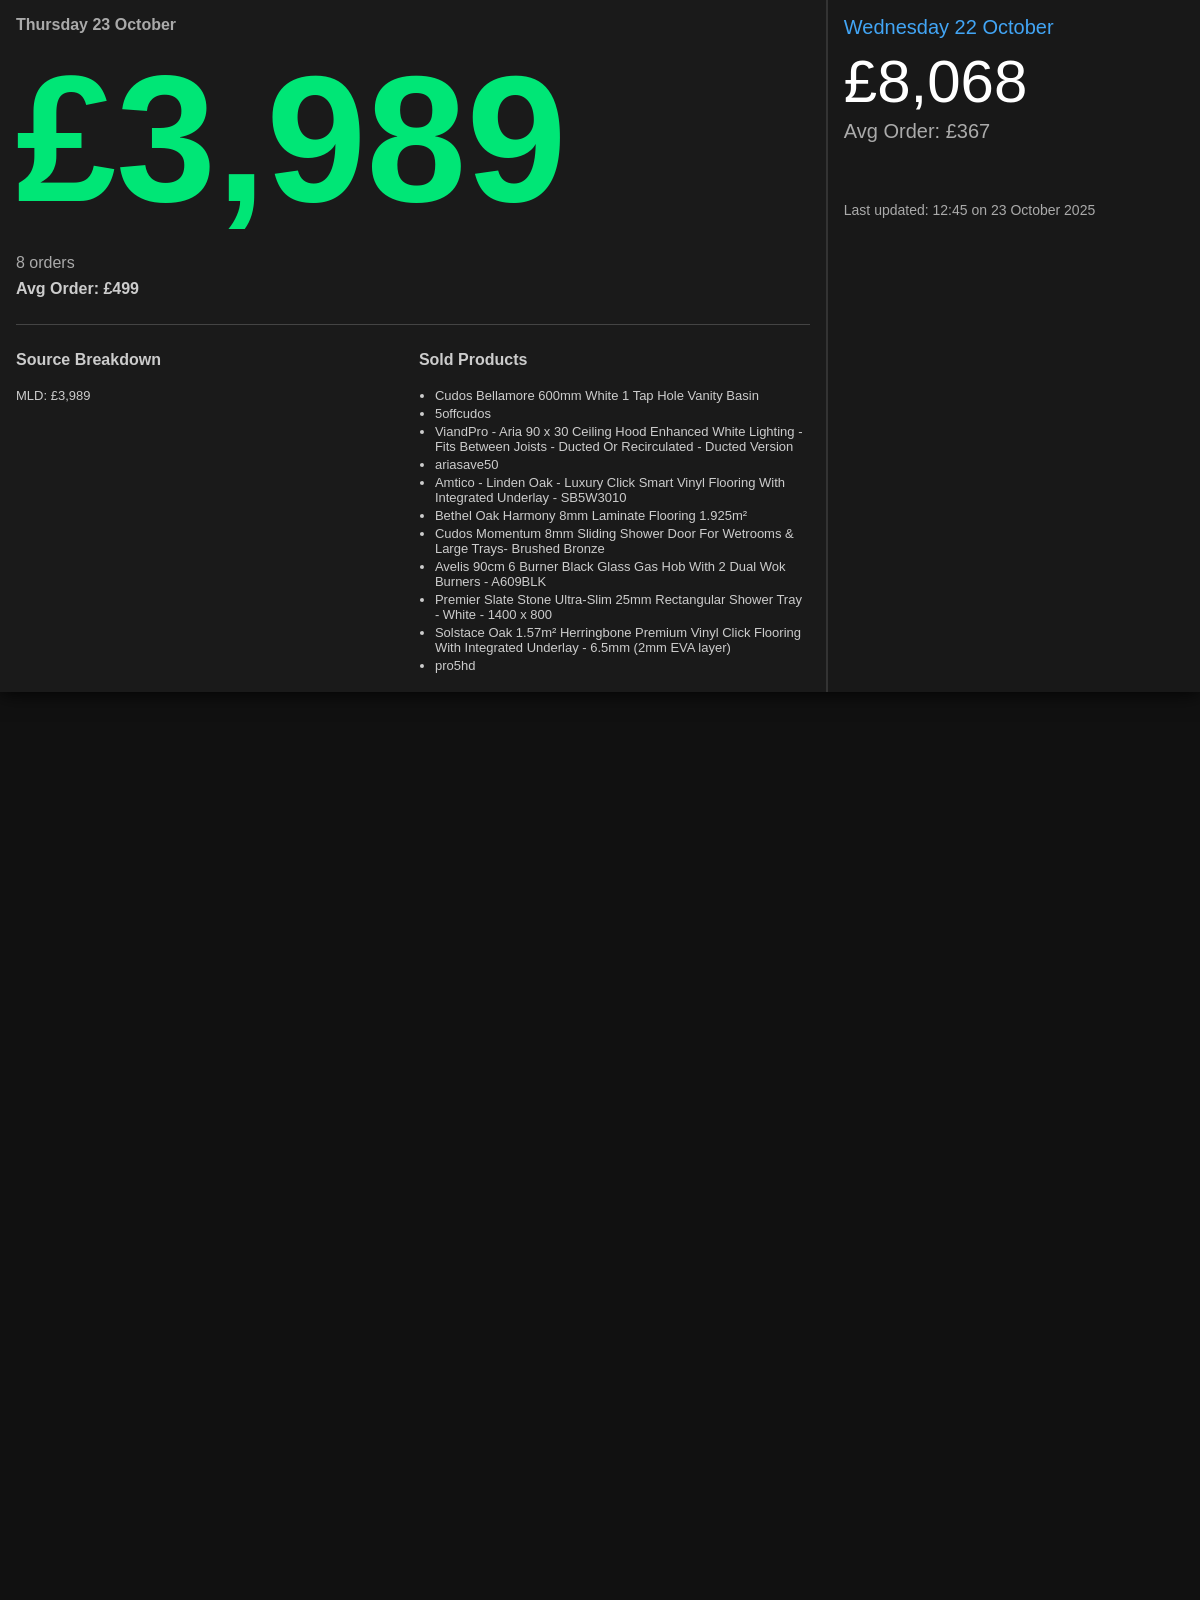 Thursday 23 October
£3,989
8 orders
Avg Order: £499
Source Breakdown
MLD: £3,989
Sold Products
• Cudos Bellamore 600mm White 1 Tap Hole Vanity Basin
• 5offcudos
• ViandPro - Aria 90 x 30 Ceiling Hood Enhanced White Lighting -
Fits Between Joists - Ducted Or Recirculated - Ducted Version
• ariasave50
• Amtico - Linden Oak - Luxury Click Smart Vinyl Flooring With
Integrated Underlay - SB5W3010
• Bethel Oak Harmony 8mm Laminate Flooring 1.925m²
• Cudos Momentum 8mm Sliding Shower Door For Wetrooms &
Large Trays- Brushed Bronze
• Avelis 90cm 6 Burner Black Glass Gas Hob With 2 Dual Wok
Burners - A609BLK
• Premier Slate Stone Ultra-Slim 25mm Rectangular Shower Tray
- White - 1400 x 800
• Solstace Oak 1.57m² Herringbone Premium Vinyl Click Flooring
With Integrated Underlay - 6.5mm (2mm EVA layer)
• pro5hd
Wednesday 22 October
£8,068
Avg Order: £367
Last updated: 12:45 on 23 October 2025